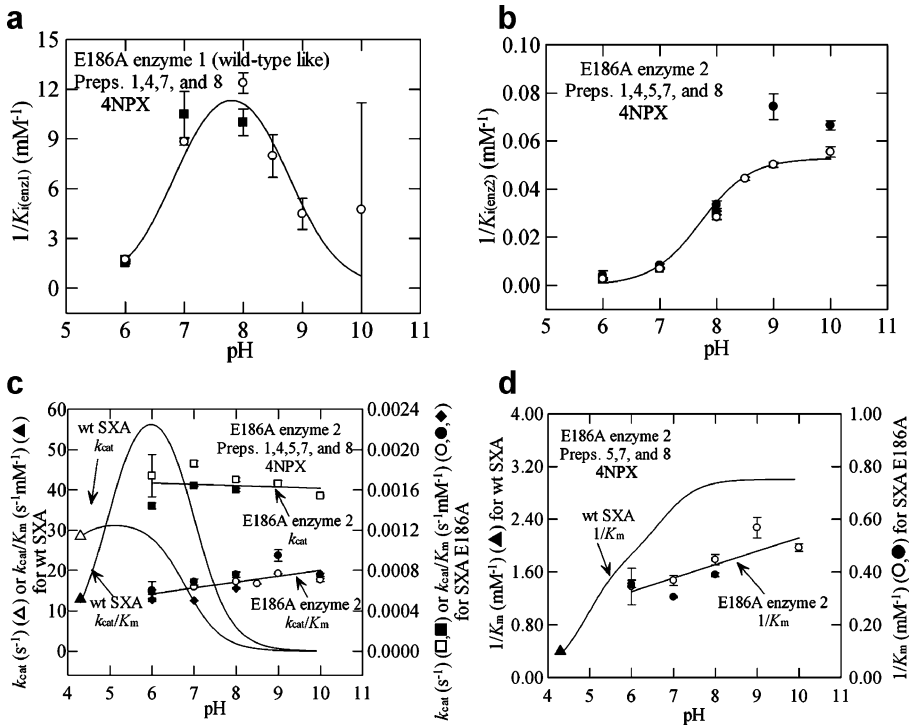 a
15
12
9
6
3
0
1/Ki(enz1) (mM-1)
E186A enzyme 1 (wild-type like)
Preps. 1,4,7, and 8
4NPX
5 6 7 8 9 10 11
pH
b
0.10
0.08
0.06
0.04
0.02
0.00
1/Ki(enz2) (mM-1)
E186A enzyme 2
Preps. 1,4,5,7, and 8
4NPX
5 6 7 8 9 10 11
pH
c
60
50
40
30
20
10
0
kcat (s-1) (△) or kcat/Km (s-1mM-1) (▲)
for wt SXA
wt SXA
kcat
E186A enzyme 2
Preps. 1,4,5,7, and 8
4NPX
E186A enzyme 2
kcat
wt SXA
kcat/Km
E186A enzyme 2
kcat/Km
0.0024
0.0020
0.0016
0.0012
0.0008
0.0004
0.0000
kcat (s-1) (□,■) or kcat/Km (s-1mM-1) (○,●,◆)
for SXA E186A
4 5 6 7 8 9 10 11
pH
d
4.00
3.20
2.40
1.60
0.80
0.00
1/Km (mM-1) (▲) for wt SXA
E186A enzyme 2
Preps. 5,7, and 8
4NPX
wt SXA
1/Km
E186A enzyme 2
1/Km
1.00
0.80
0.60
0.40
0.20
0.00
1/Km (mM-1) (○,●) for SXA E186A
4 5 6 7 8 9 10 11
pH